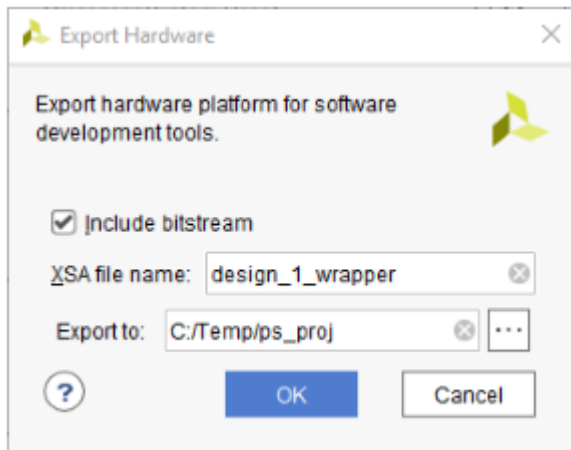 Export Hardware
Export hardware platform for software
development tools.
Include bitstream
XSA file name: design_1_wrapper
Export to: C:/Temp/ps_proj ...
? OK Cancel